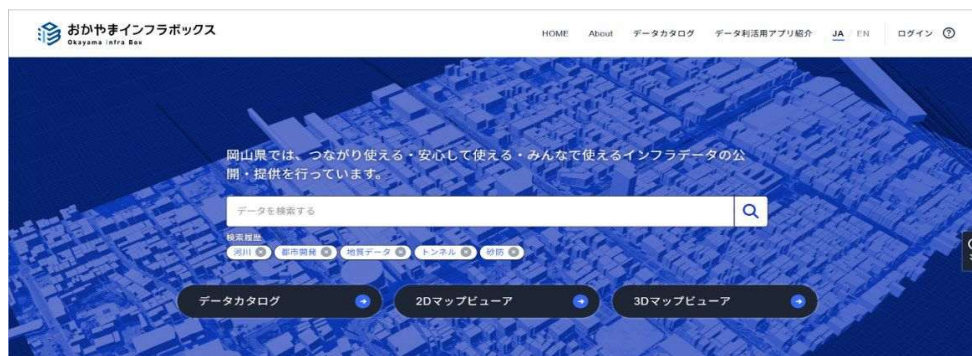 おかやまインフラボックス
Okayama Infra Box
HOME About データカタログ データ利活用アプリ紹介 JA EN ログイン
岡山県では、つながり使える・安心して使える・みんなで使えるインフラデータの公
開・提供を行っています。
データを検索する
検索履歴
河川 都市開発 地質データ トンネル 砂防
データカタログ 2Dマップビューア 3Dマップビューア